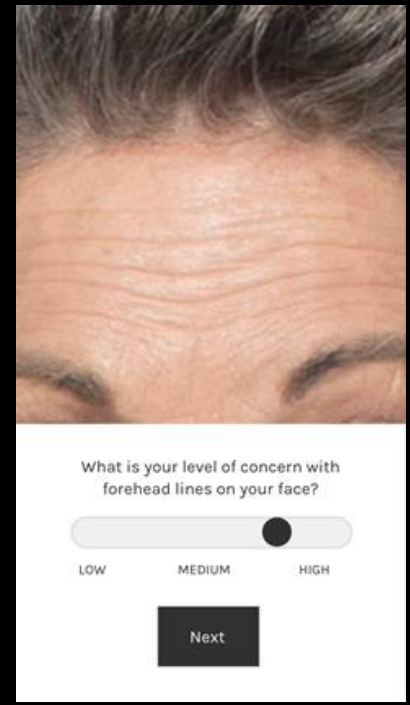 What is your level of concern with
forehead lines on your face?
LOW MEDIUM HIGH
Next